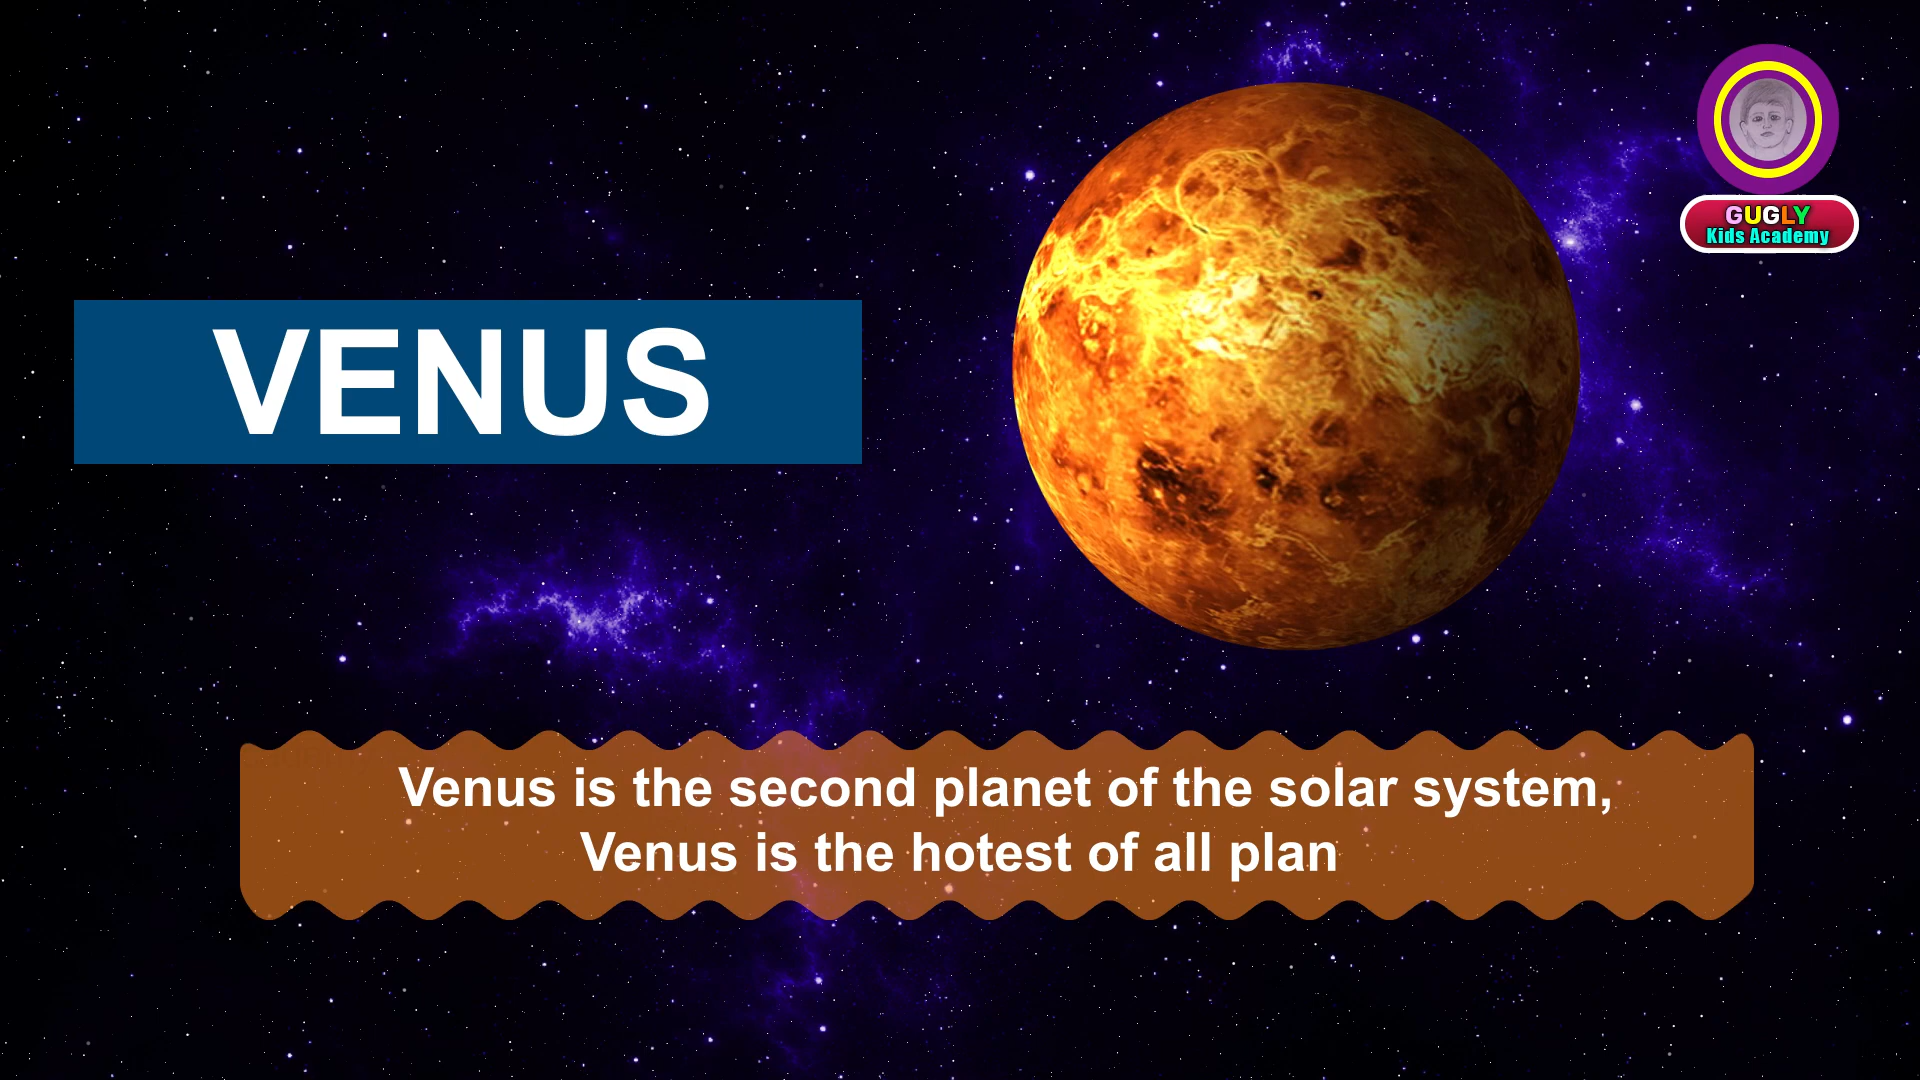 GUGLY
Kids Academy
VENUS
Venus is the second planet of the solar system,
Venus is the hotest of all plan